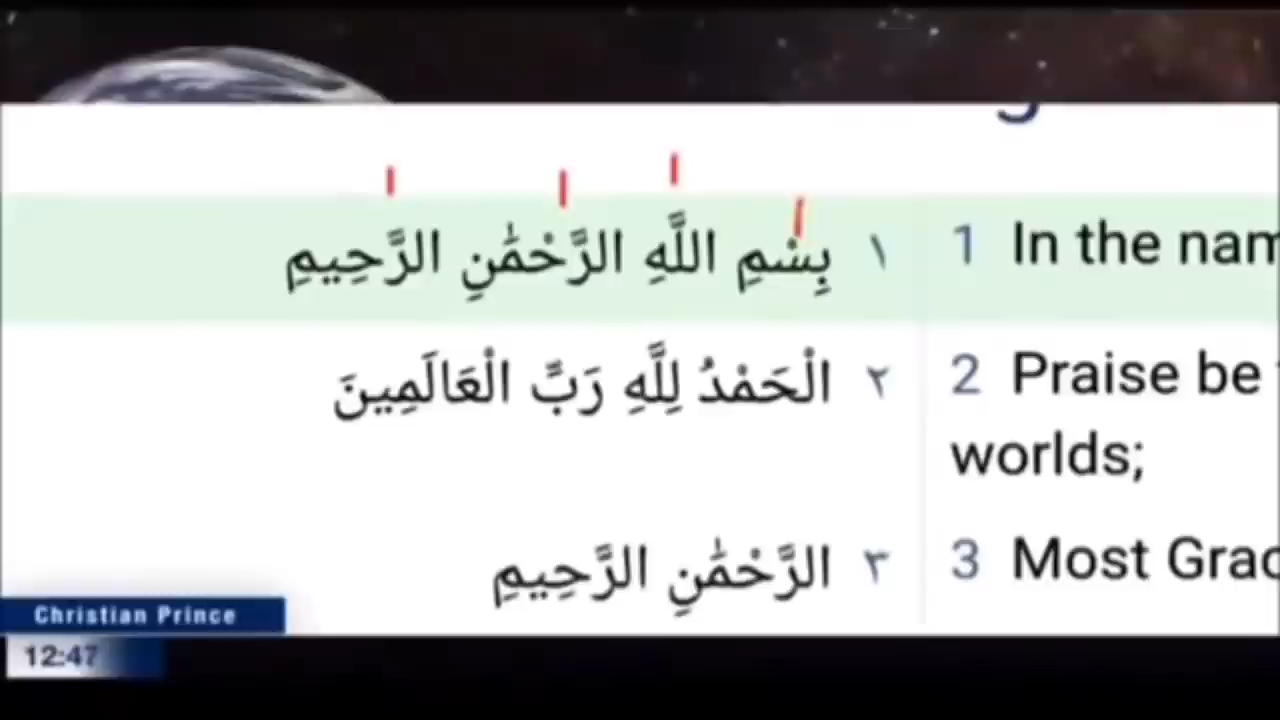 بِسْمِ اللَّهِ الرَّحْمَٰنِ الرَّحِيمِ ١
1 In the nam
الْحَمْدُ لِلَّهِ رَبِّ الْعَالَمِينَ ٢
2 Praise be
worlds;
الرَّحْمَٰنِ الرَّحِيمِ ٣
3 Most Grac
Christian Prince
12:47